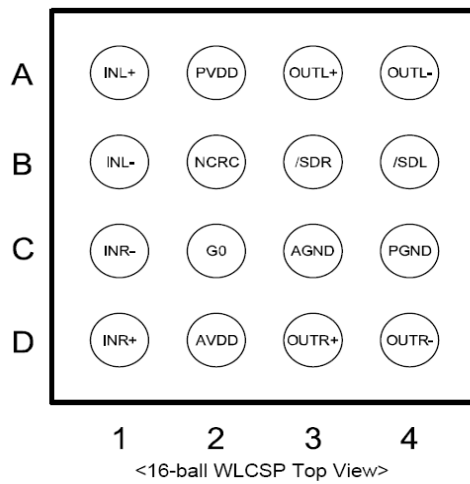 A INL+ PVDD OUTL+ OUTL-
B INL- NCRC /SDR /SDL
C INR- G0 AGND PGND
D INR+ AVDD OUTR+ OUTR-
1 2 3 4
<16-ball WLCSP Top View>